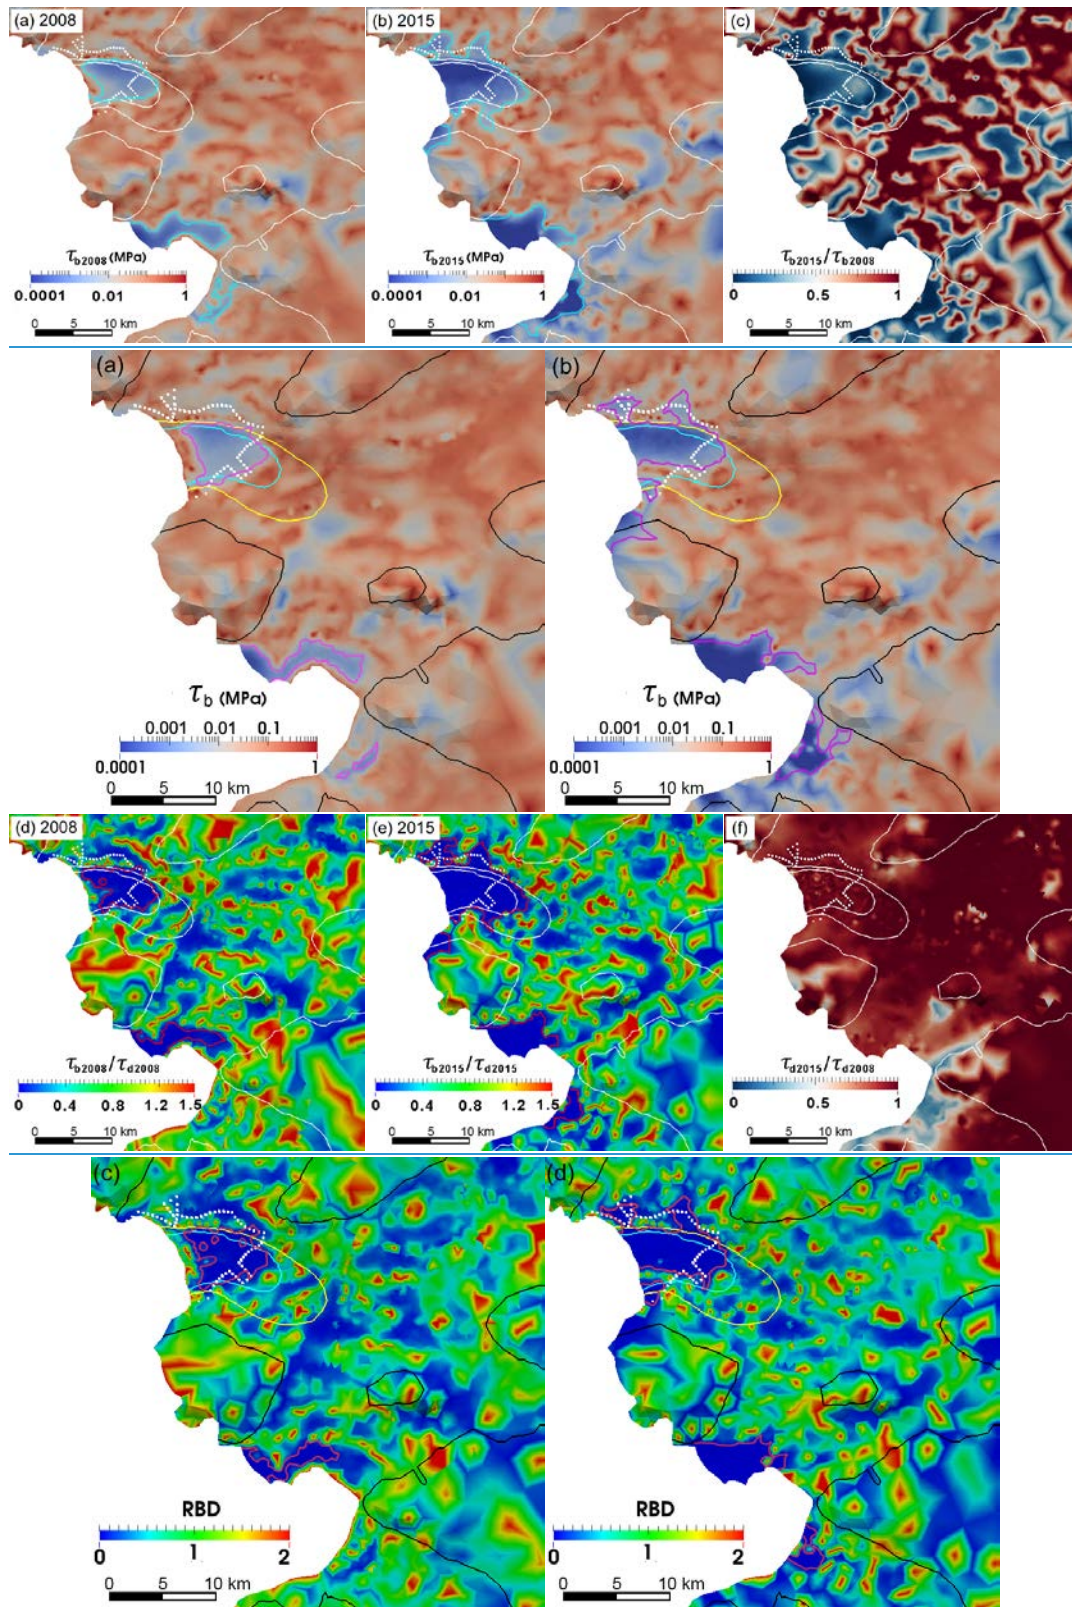 (a) 2008
(b) 2015
(c)
τb2008 (MPa)
0.0001 0.01 1
0 5 10 km
τb2015 (MPa)
0.0001 0.01 1
0 5 10 km
τb2015/τb2008
0 0.5 1
0 5 10 km
(a)
(b)
τb (MPa)
0.001 0.01 0.1
0.0001 1
0 5 10 km
τb (MPa)
0.001 0.01 0.1
0.0001 1
0 5 10 km
(d) 2008
(e) 2015
(f)
τb2008/τd2008
0 0.4 0.8 1.2 1.5
0 5 10 km
τb2015/τd2015
0 0.4 0.8 1.2 1.5
0 5 10 km
τd2015/τd2008
0 0.5 1
0 5 10 km
(c)
(d)
RBD
0 1 2
0 5 10 km
RBD
0 1 2
0 5 10 km